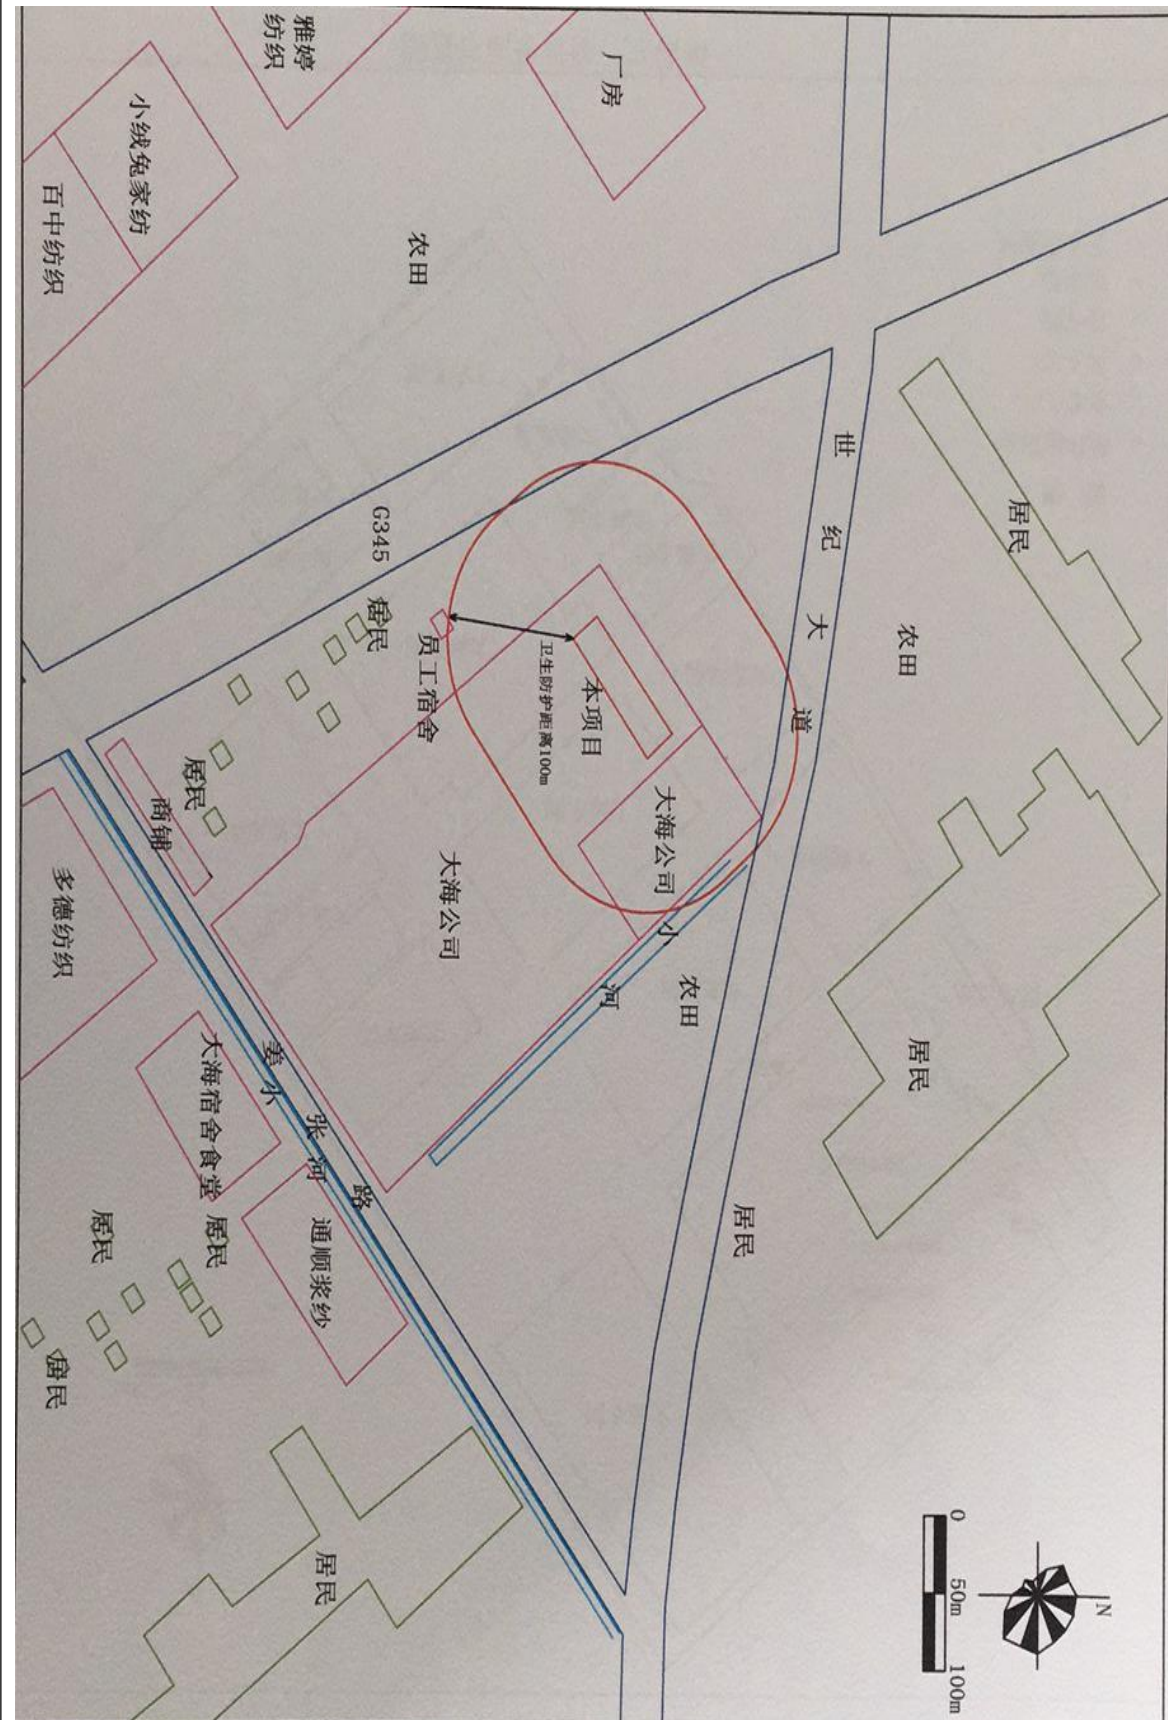 N
居民
0 50m 100m
居民
农田
世纪大道
居民
农田
大海公司
小河
厂房
本项目
卫生防护距离100m
大海公司
员工宿舍
农田
G345
居民
姜张路
小河
居民
通顺浆纱
雅婷
纺织
居民
大海宿舍食堂
居民
商铺
小绒兔家纺
居民
多德纺织
居民
百中纺织